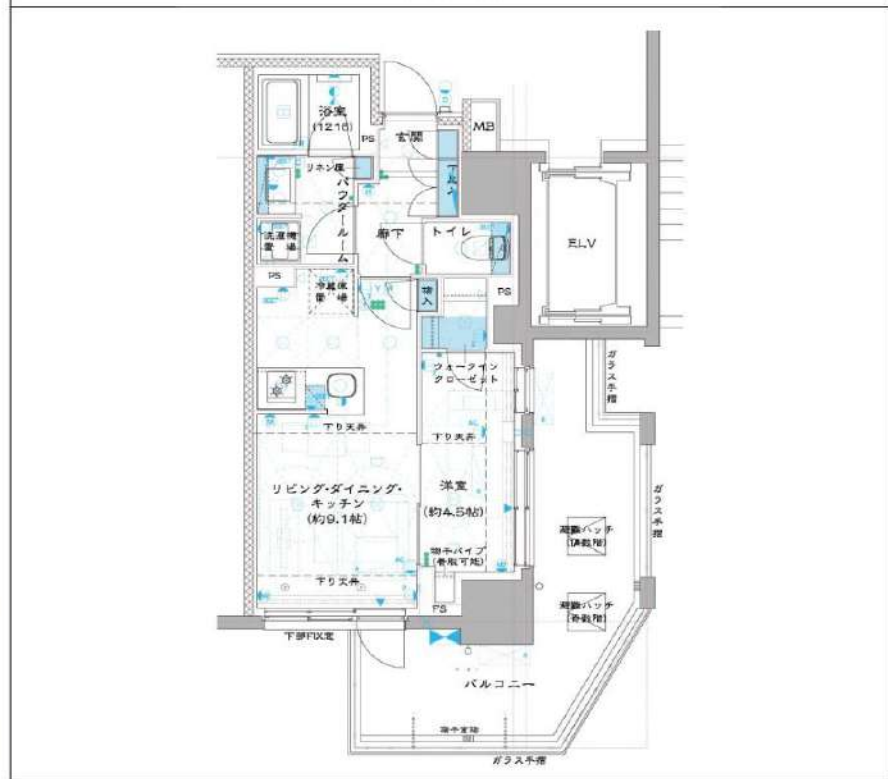 浴室
(1216)
PS
玄関
MB
下足入
リネン庫
パウダールーム
洗濯機
置場
廊下
トイレ
ELV
PS
冷蔵庫
置場
物入
PS
ウォークイン
クローゼット
ガラス手摺
下り天井
下り天井
リビング・ダイニング・
キッチン
(約9.1帖)
洋室
(約4.5帖)
ガラス手摺
避難ハッチ
(偶数階)
物干パイプ
(着脱可能)
下り天井
PS
避難ハッチ
(奇数階)
下部FIX窓
バルコニー
物干金物
ガラス手摺